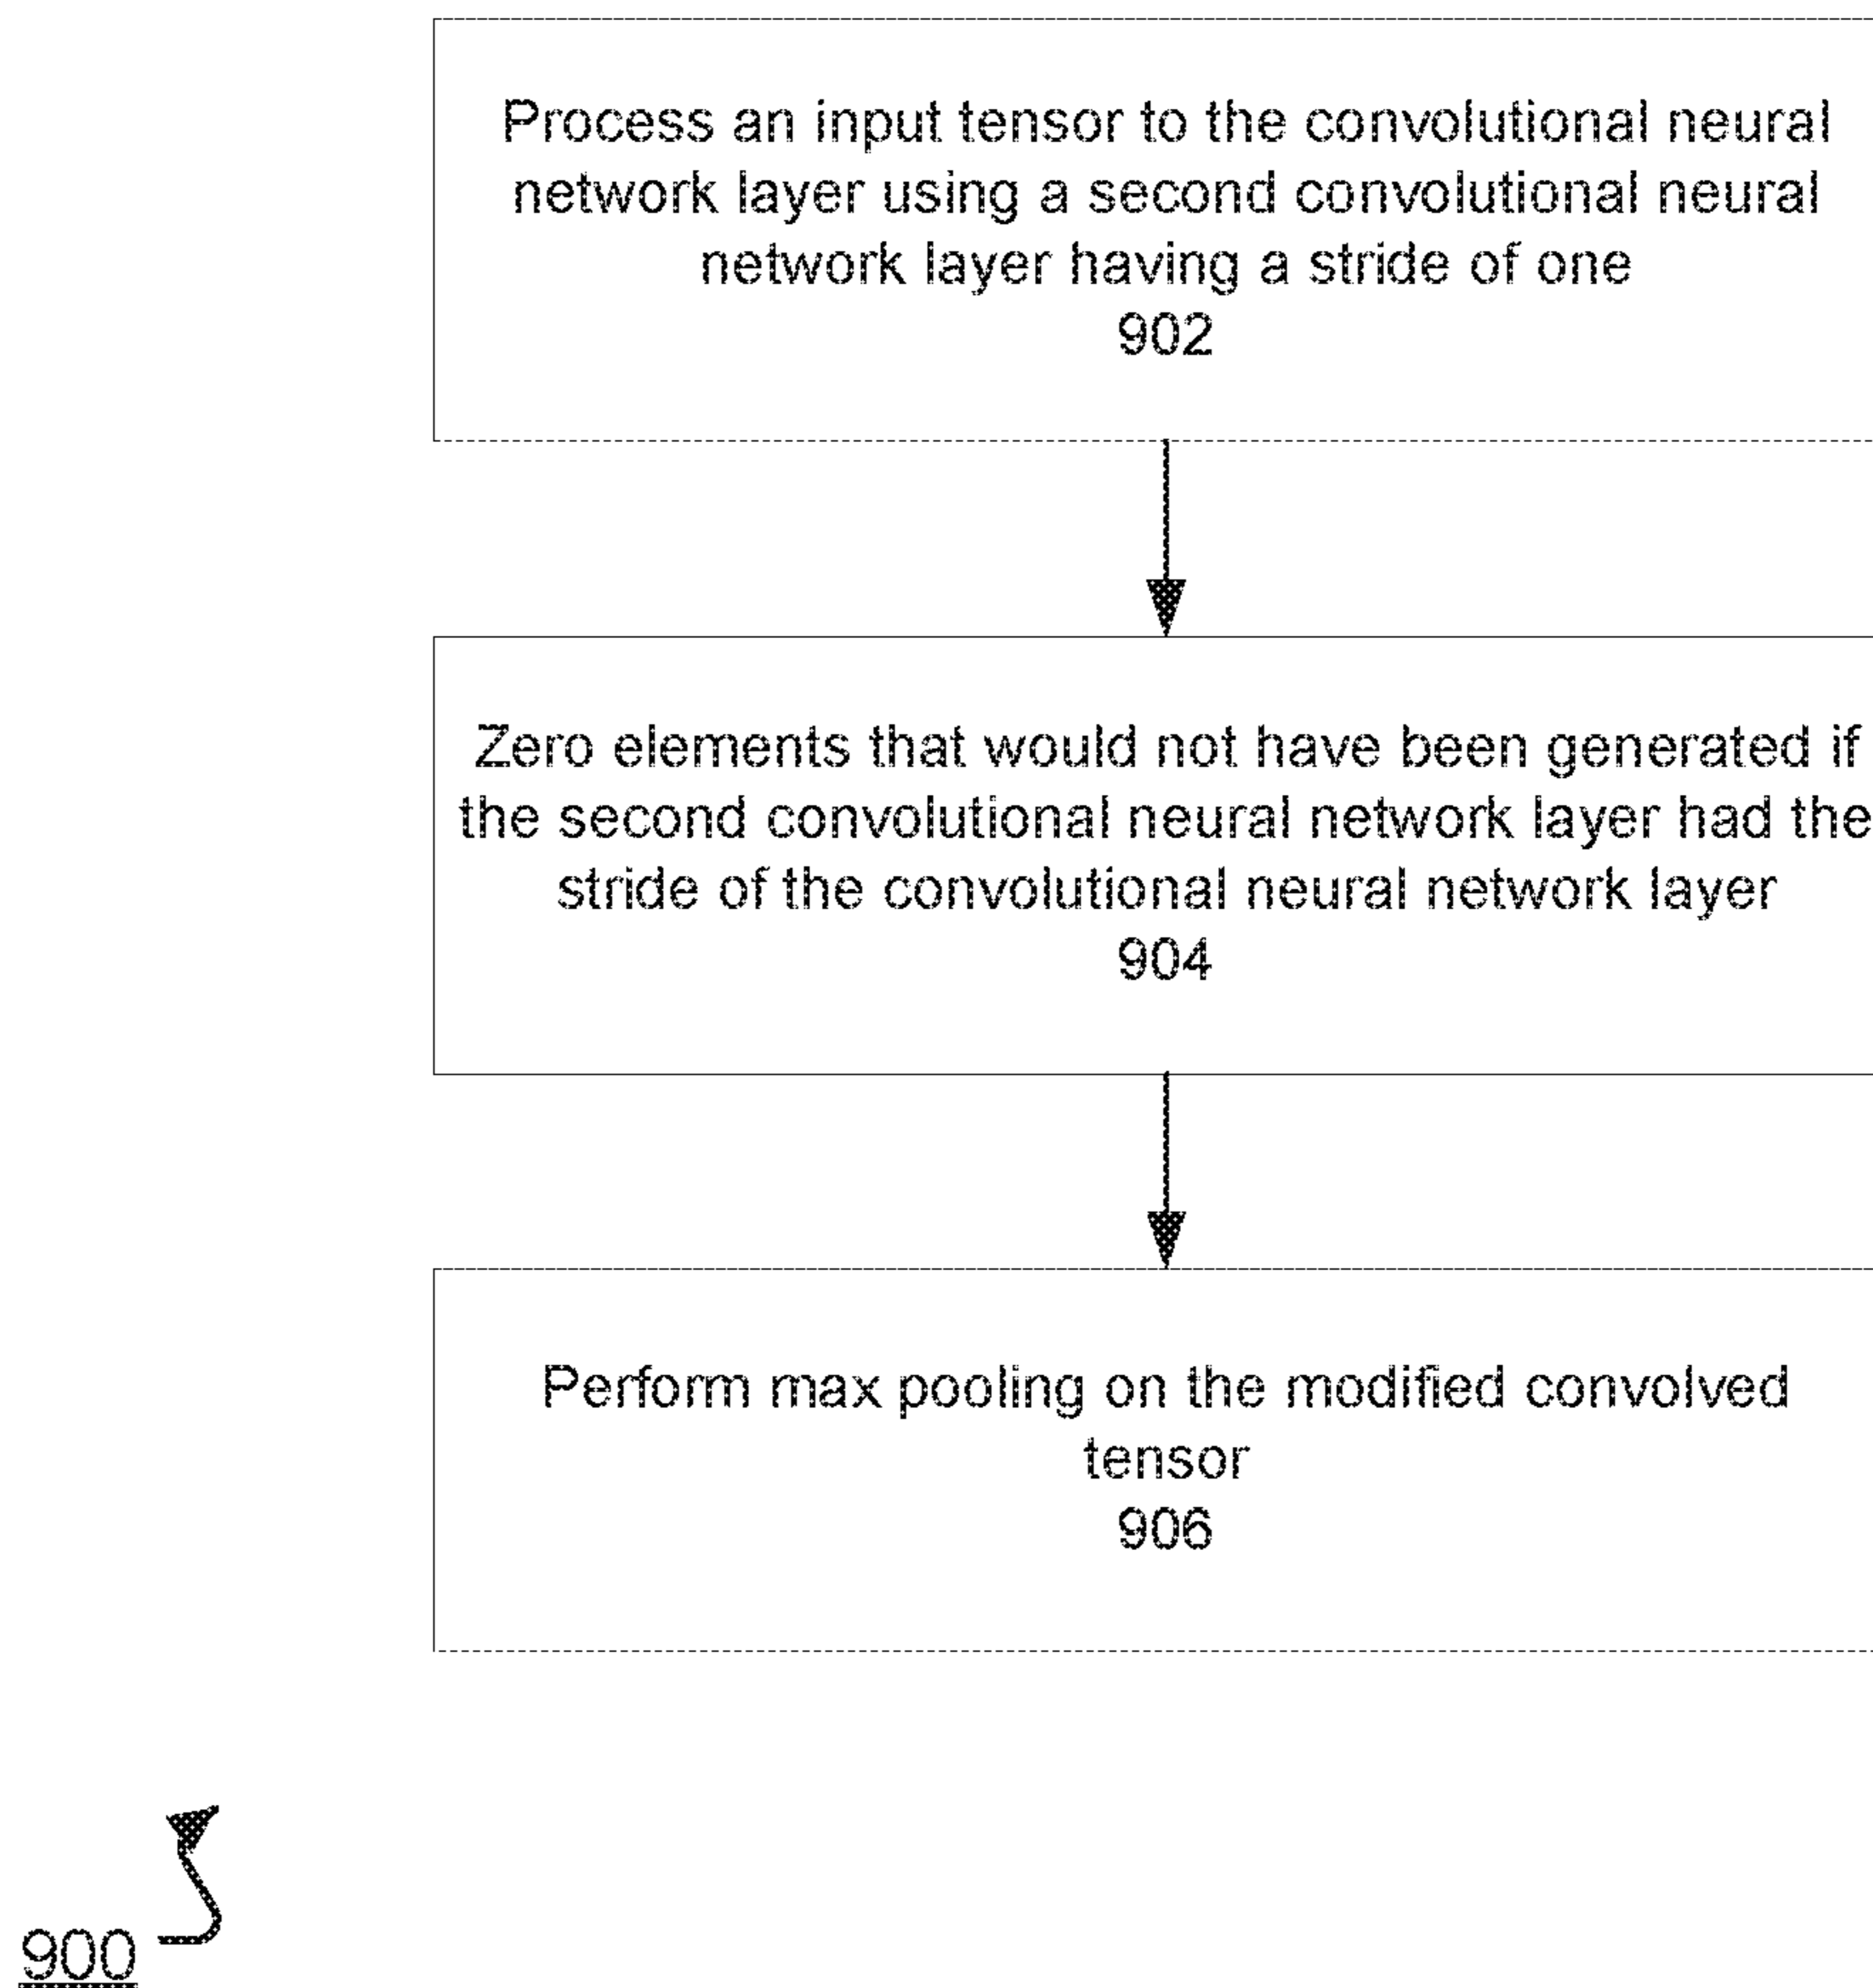 Process an input tensor to the convolutional neural
network layer using a second convolutional neural
network layer having a stride of one
902
Zero elements that would not have been generated if
the second convolutional neural network layer had the
stride of the convolutional neural network layer
904
Perform max pooling on the modified convolved
tensor
906
900